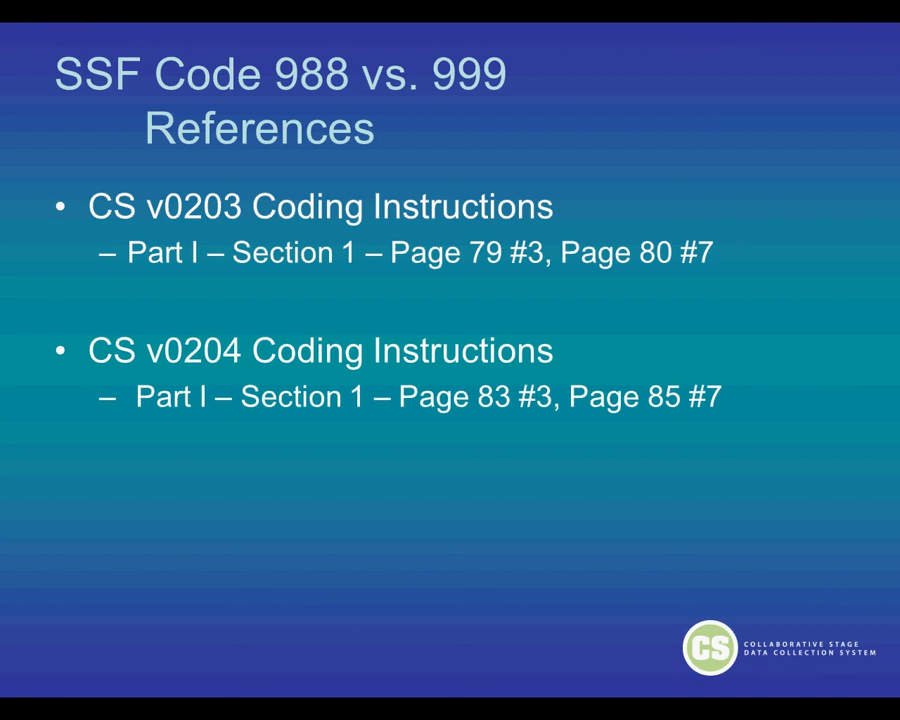 SSF Code 988 vs. 999
References
• CS v0203 Coding Instructions
– Part I – Section 1 – Page 79 #3, Page 80 #7
• CS v0204 Coding Instructions
– Part I – Section 1 – Page 83 #3, Page 85 #7
CS
COLLABORATIVE STAGE
DATA COLLECTION SYSTEM